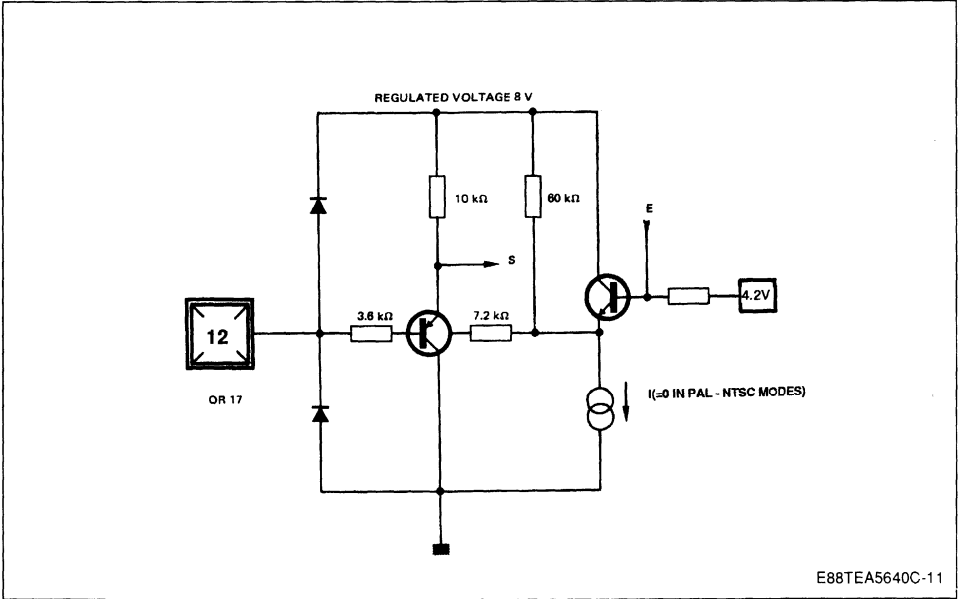 REGULATED VOLTAGE 8 V
10 kΩ
60 kΩ
E
S
4.2V
3.6 kΩ
7.2 kΩ
12
OR 17
I(=0 IN PAL - NTSC MODES)
E88TEA5640C-11